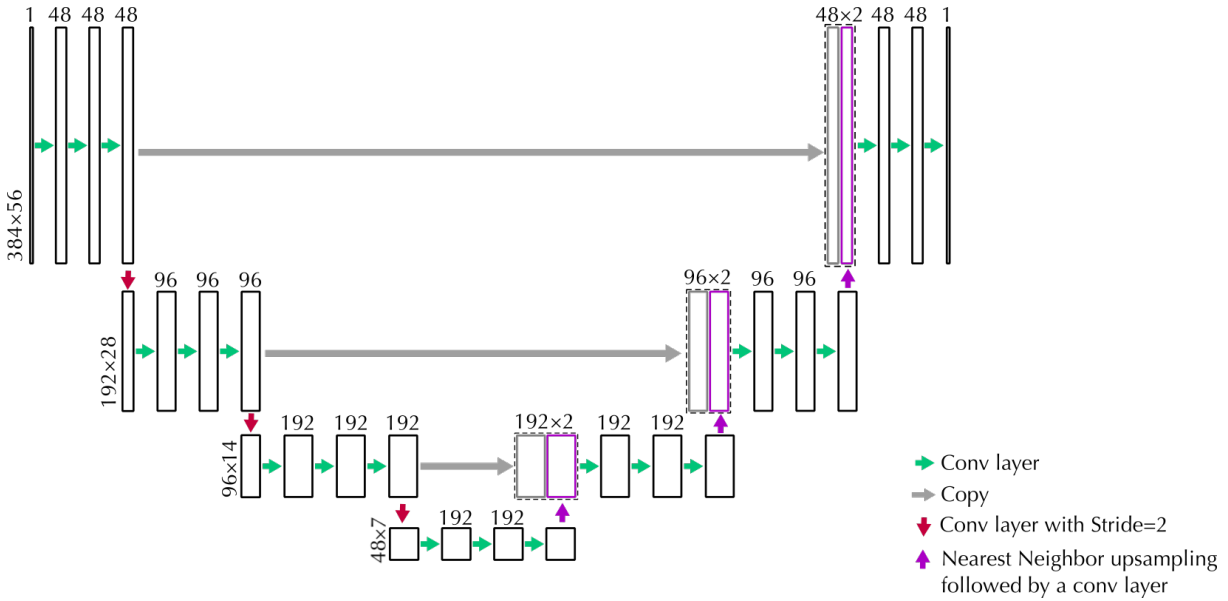 1 48 48 48
48×2 48 48 1
384×56
96 96 96
96×2 96 96
192×28
192 192 192
192×2 192 192
96×14
192 192
48×7
Conv layer
Copy
Conv layer with Stride=2
Nearest Neighbor upsampling
followed by a conv layer